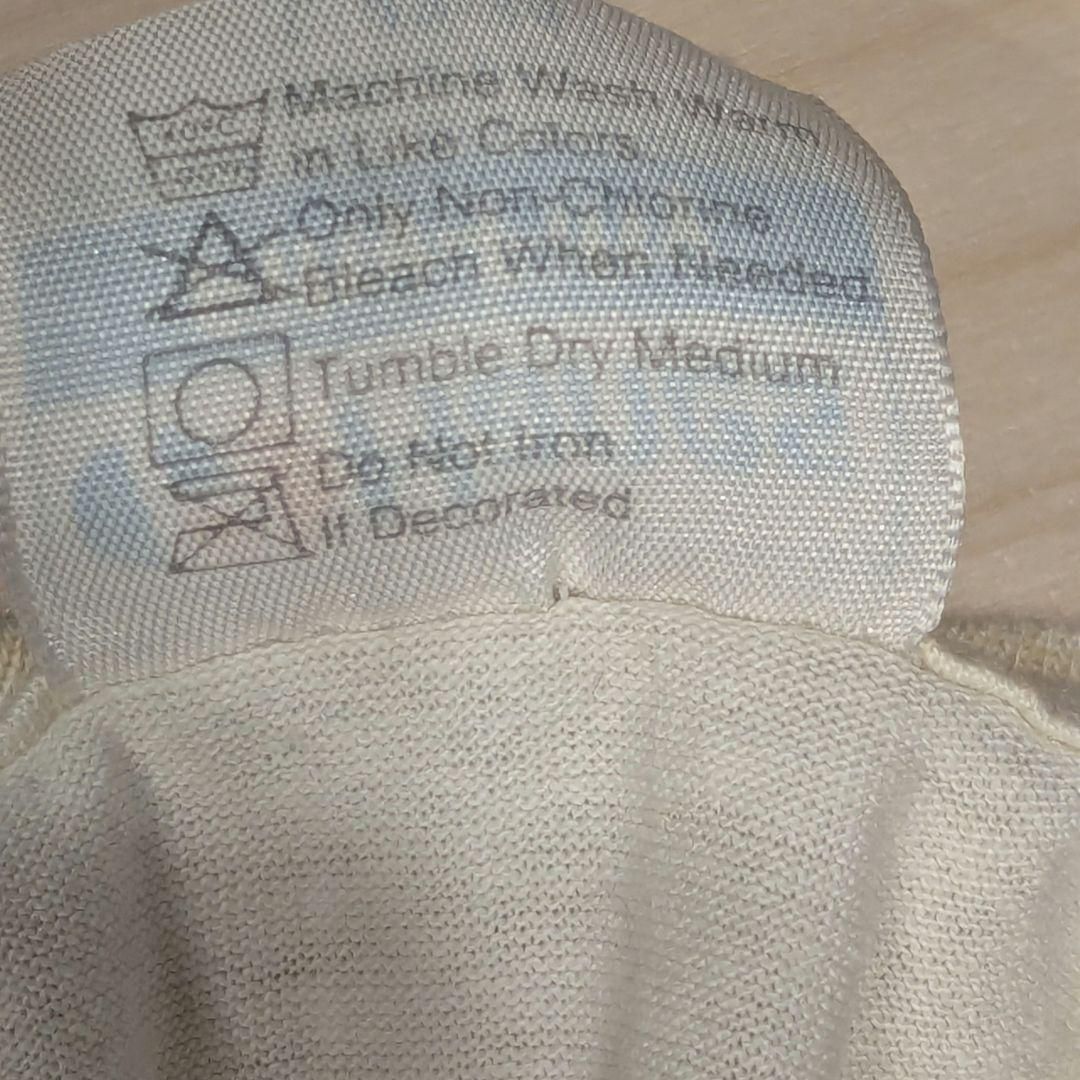 40°C
Machine Wash Warm
in Like Colors
Only Non-Chlorine
Bleach When Needed
Tumble Dry Medium
Do Not Iron
If Decorated